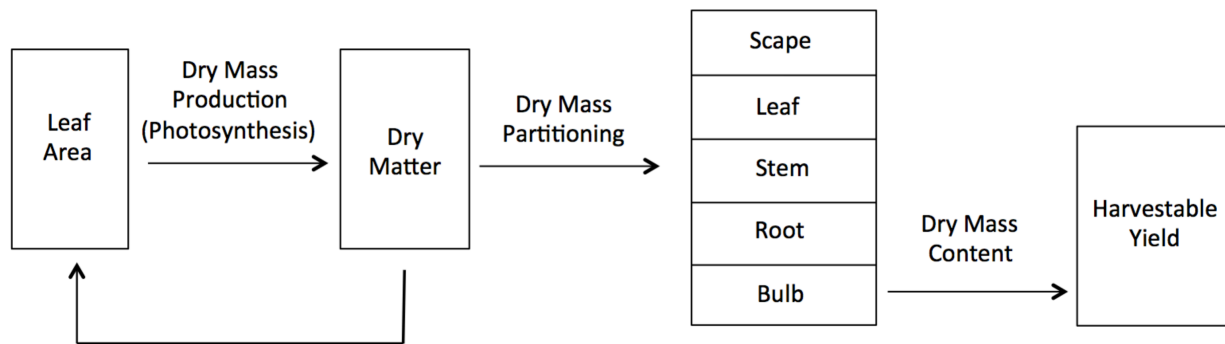 Leaf
Area
Dry Mass
Production
(Photosynthesis)
Dry
Matter
Dry Mass
Partitioning
Scape
Leaf
Stem
Root
Bulb
Dry Mass
Content
Harvestable
Yield